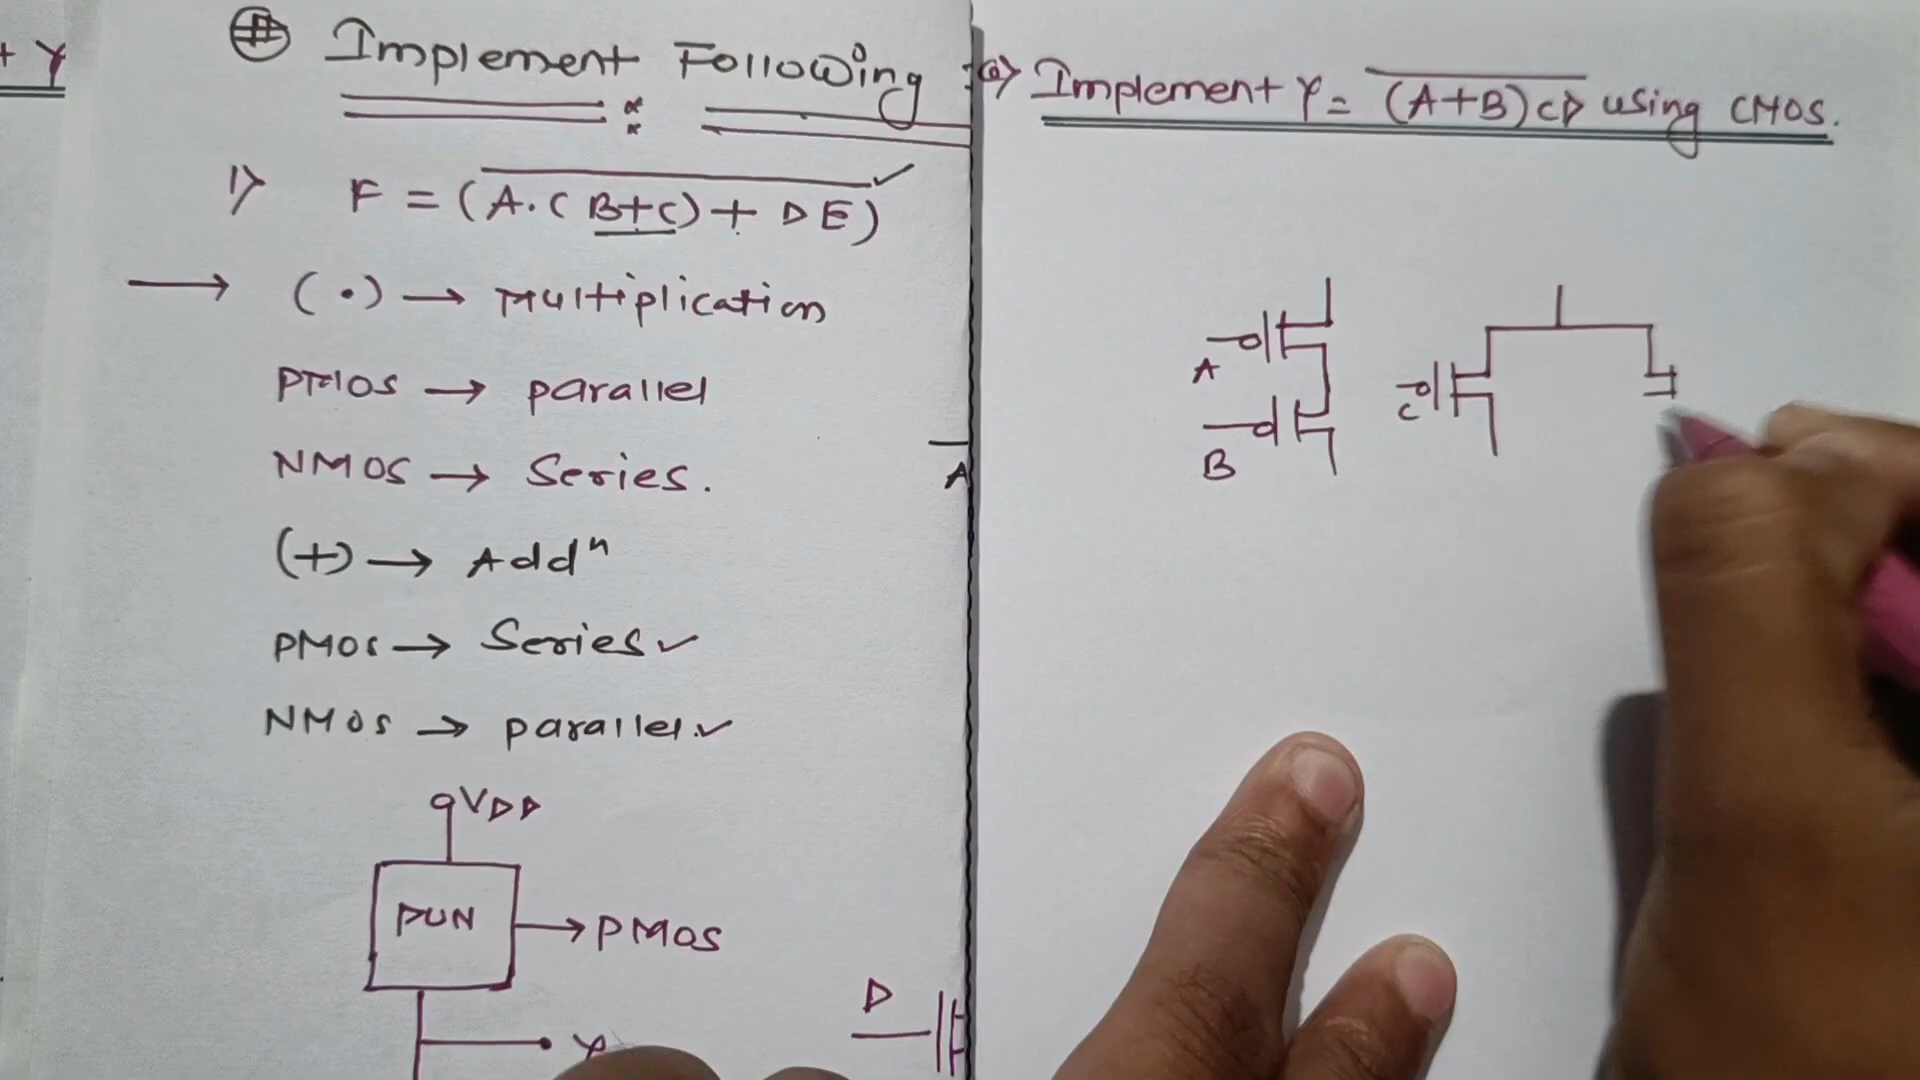 + Y
# Implement Following :
1) F = (A.(B+C) + DE)
→ (•) → Multiplication
PMOS → parallel
NMOS → Series.
(+) → Addⁿ
PMOS → Series ✓
NMOS → parallel. ✓
VDD
PUN → PMOS
Y
A
D
Q) Implement Y = (A+B)CD using CMOS.
A
B
C